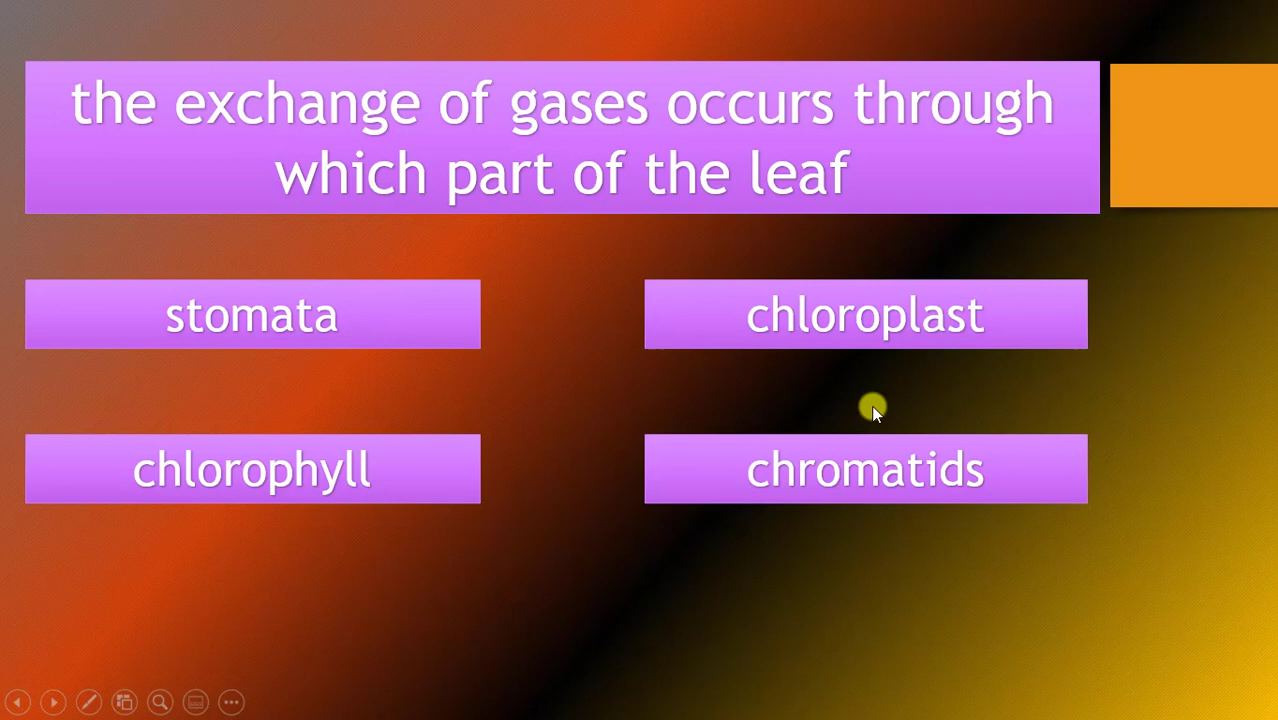 the exchange of gases occurs through
which part of the leaf
stomata
chloroplast
chlorophyll
chromatids